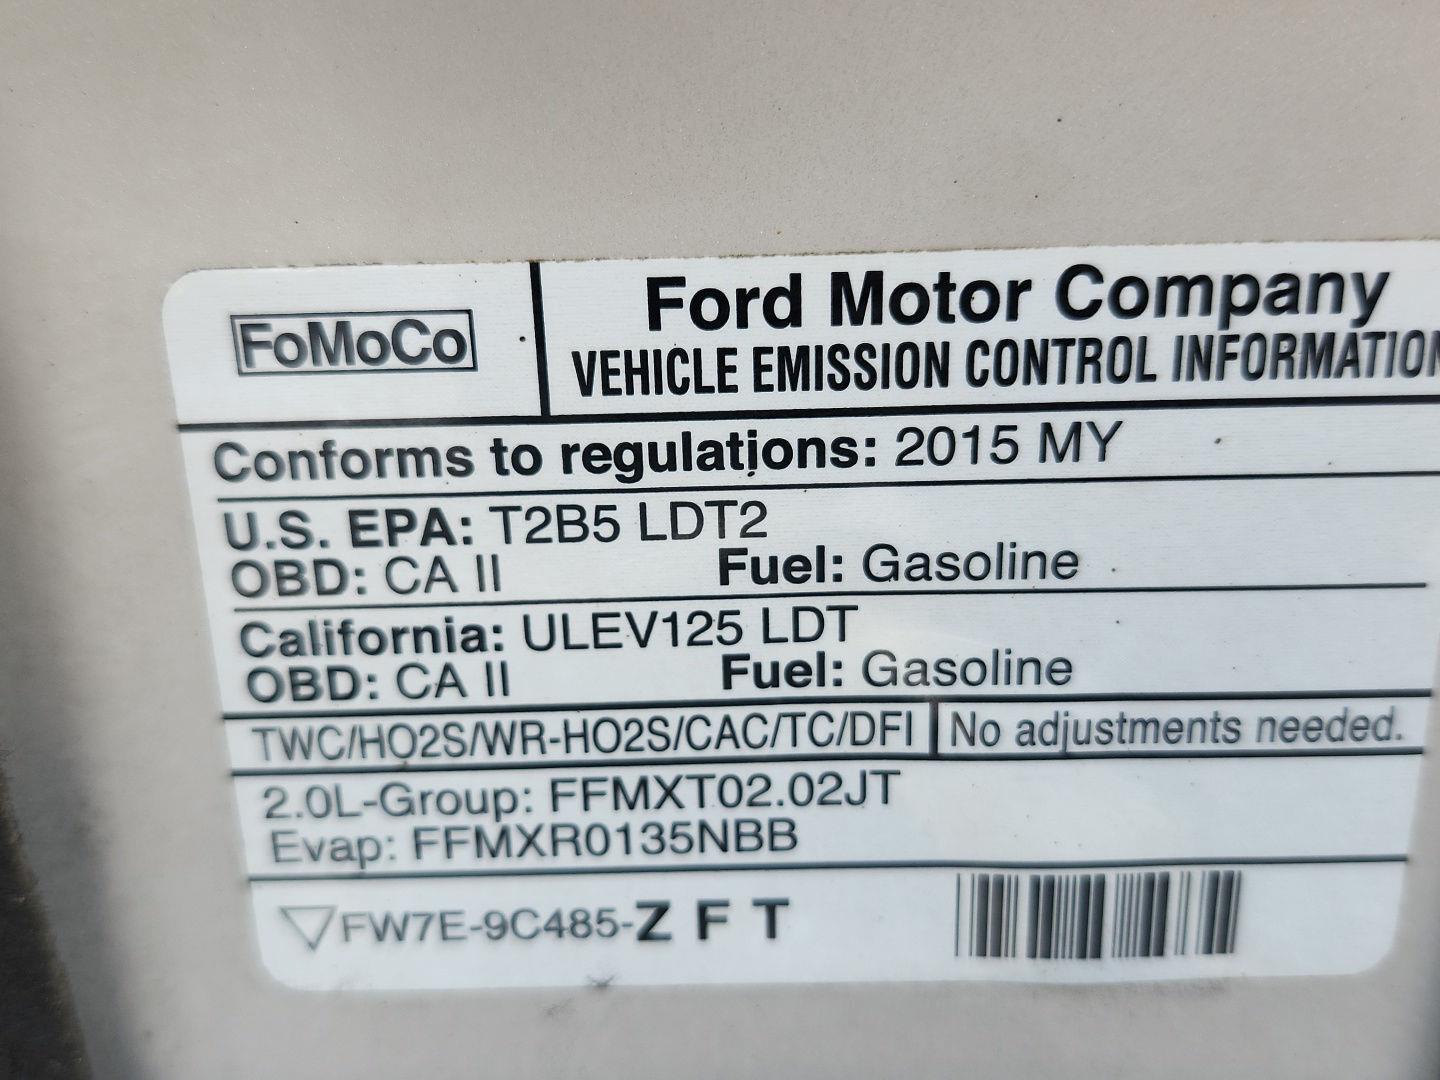 FoMoCo
Ford Motor Company
VEHICLE EMISSION CONTROL INFORMATION
Conforms to regulations: 2015 MY
U.S. EPA: T2B5 LDT2
OBD: CA II Fuel: Gasoline
California: ULEV125 LDT
OBD: CA II Fuel: Gasoline
TWC/HO2S/WR-HO2S/CAC/TC/DFI No adjustments needed.
2.0L-Group: FFMXT02.02JT
Evap: FFMXR0135NBB
FW7E-9C485-Z F T